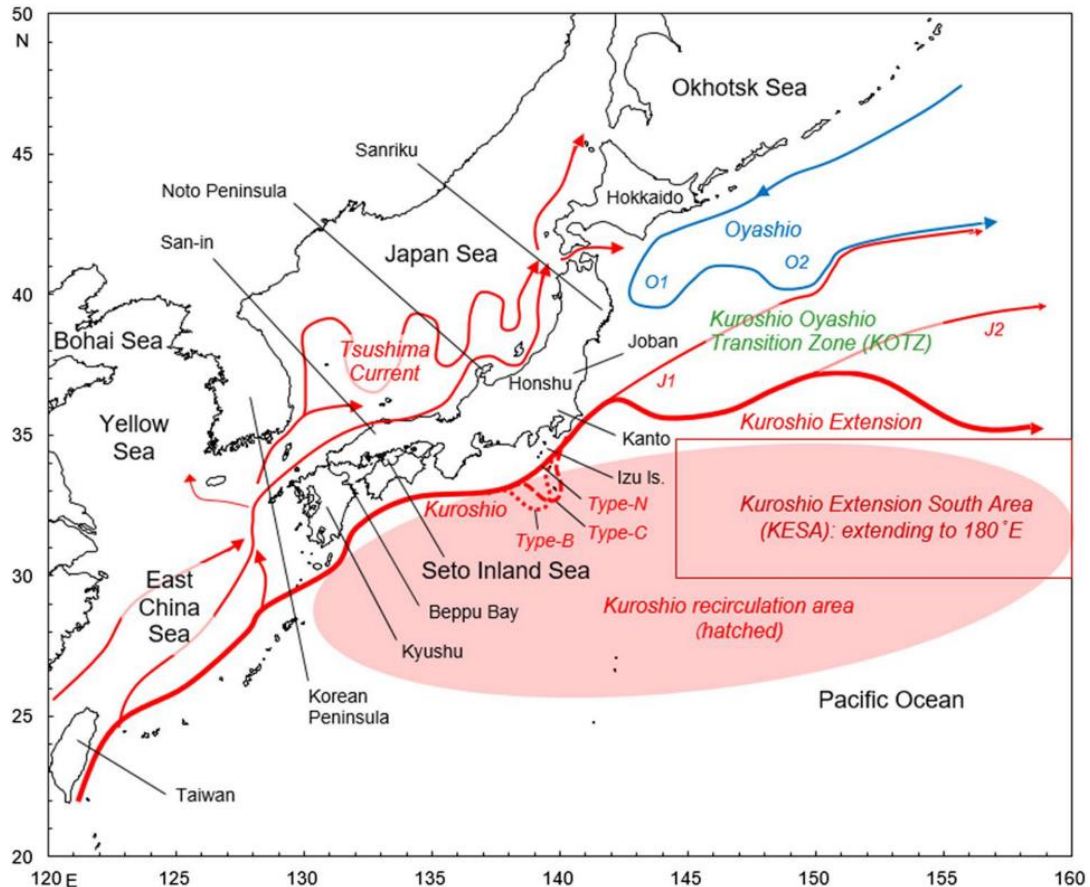 50
N
Okhotsk Sea
45
Sanriku
Noto Peninsula
Hokkaido
San-in
Japan Sea
Oyashio
O1
O2
40
Bohai Sea
Kuroshio Oyashio
Transition Zone (KOTZ)
J2
Tsushima
Current
Joban
Honshu
J1
Yellow
Sea
Kuroshio Extension
35
Kanto
Izu Is.
Kuroshio
Type-N
Type-C
Type-B
Kuroshio Extension South Area
(KESA): extending to 180˚E
30
East
China
Sea
Seto Inland Sea
Beppu Bay
Kuroshio recirculation area
(hatched)
Kyushu
Korean
Peninsula
Pacific Ocean
25
Taiwan
20
120 E
125
130
135
140
145
150
155
160